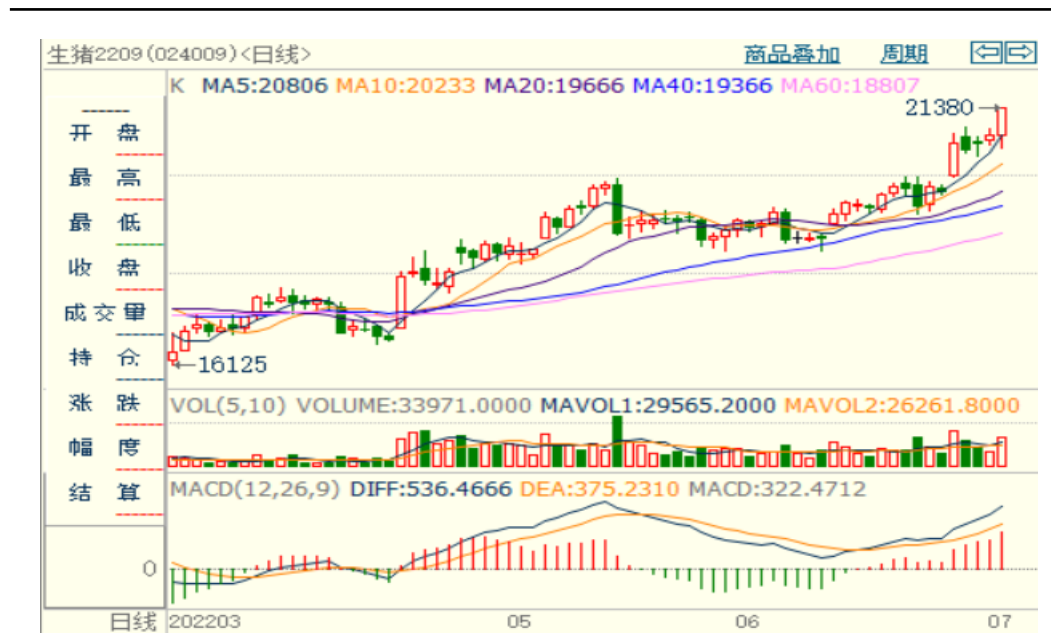 生猪2209(024009)<日线>
商品叠加 周期
K MA5:20806 MA10:20233 MA20:19666 MA40:19366 MA60:18807
21380
------
开盘
最高
最低
收盘
成交量
持仓
涨跌
幅度
结算
16125
VOL(5,10) VOLUME:33971.0000 MAVOL1:29565.2000 MAVOL2:26261.8000
MACD(12,26,9) DIFF:536.4666 DEA:375.2310 MACD:322.4712
0
日线 202203 05 06 07